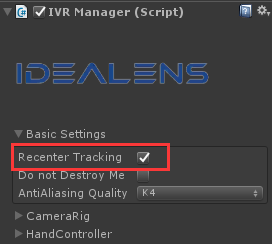 IVR Manager (Script)
IDEALENS
Basic Settings
Recenter Tracking
Do not Destroy Me
AntiAliasing Quality K4
CameraRig
HandController